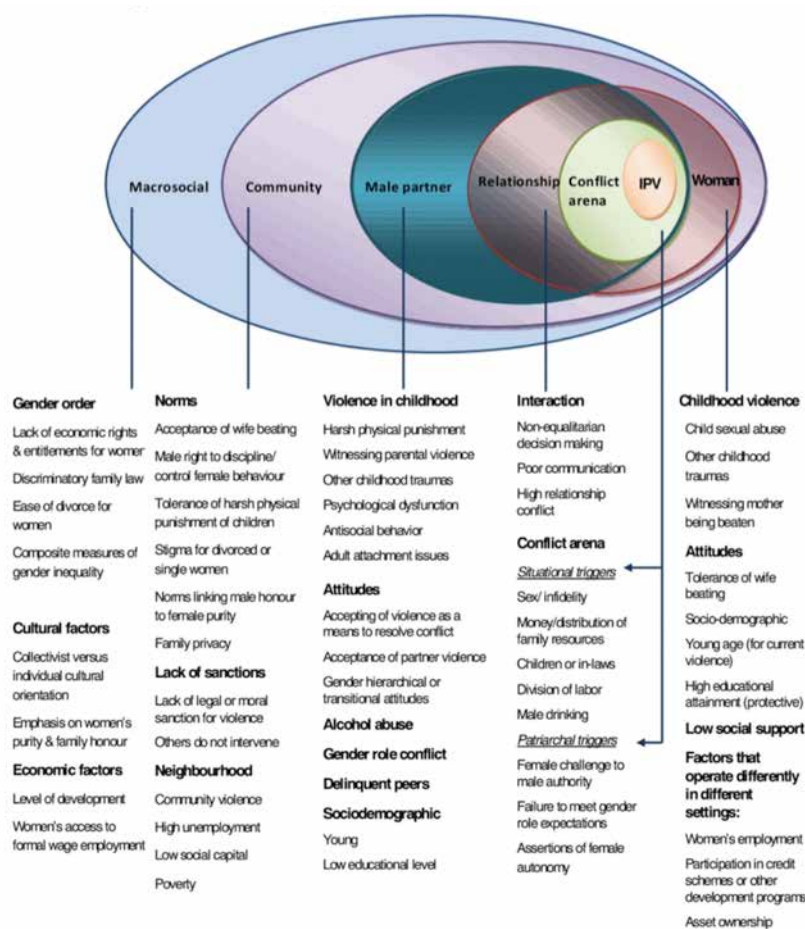 Macrosocial
Community
Male partner
Relationship
Conflict
arena
IPV
Woman
Gender order
Lack of economic rights
& entitlements for women
Discriminatory family law
Ease of divorce for
women
Composite measures of
gender inequality
Cultural factors
Collectivist versus
individual cultural
orientation
Emphasis on women's
purity & family honour
Economic factors
Level of development
Women's access to
formal wage employment
Norms
Acceptance of wife beating
Male right to discipline/
control female behaviour
Tolerance of harsh physical
punishment of children
Stigma for divorced or
single women
Norms linking male honour
to female purity
Family privacy
Lack of sanctions
Lack of legal or moral
sanction for violence
Others do not intervene
Neighbourhood
Community violence
High unemployment
Low social capital
Poverty
Violence in childhood
Harsh physical punishment
Witnessing parental violence
Other childhood traumas
Psychological dysfunction
Antisocial behavior
Adult attachment issues
Attitudes
Accepting of violence as a
means to resolve conflict
Acceptance of partner violence
Gender hierarchical or
transitional attitudes
Alcohol abuse
Gender role conflict
Delinquent peers
Sociodemographic
Young
Low educational level
Interaction
Non-equalitarian
decision making
Poor communication
High relationship
conflict
Conflict arena
Situational triggers
Sex/ infidelity
Money/distribution of
family resources
Children or in-laws
Division of labor
Male drinking
Patriarchal triggers
Female challenge to
male authority
Failure to meet gender
role expectations
Assertions of female
autonomy
Childhood violence
Child sexual abuse
Other childhood
traumas
Witnessing mother
being beaten
Attitudes
Tolerance of wife
beating
Socio-demographic
Young age (for current
violence)
High educational
attainment (protective)
Low social support
Factors that
operate differently
in different
settings:
Women's employment
Participation in credit
schemes or other
development programs
Asset ownership